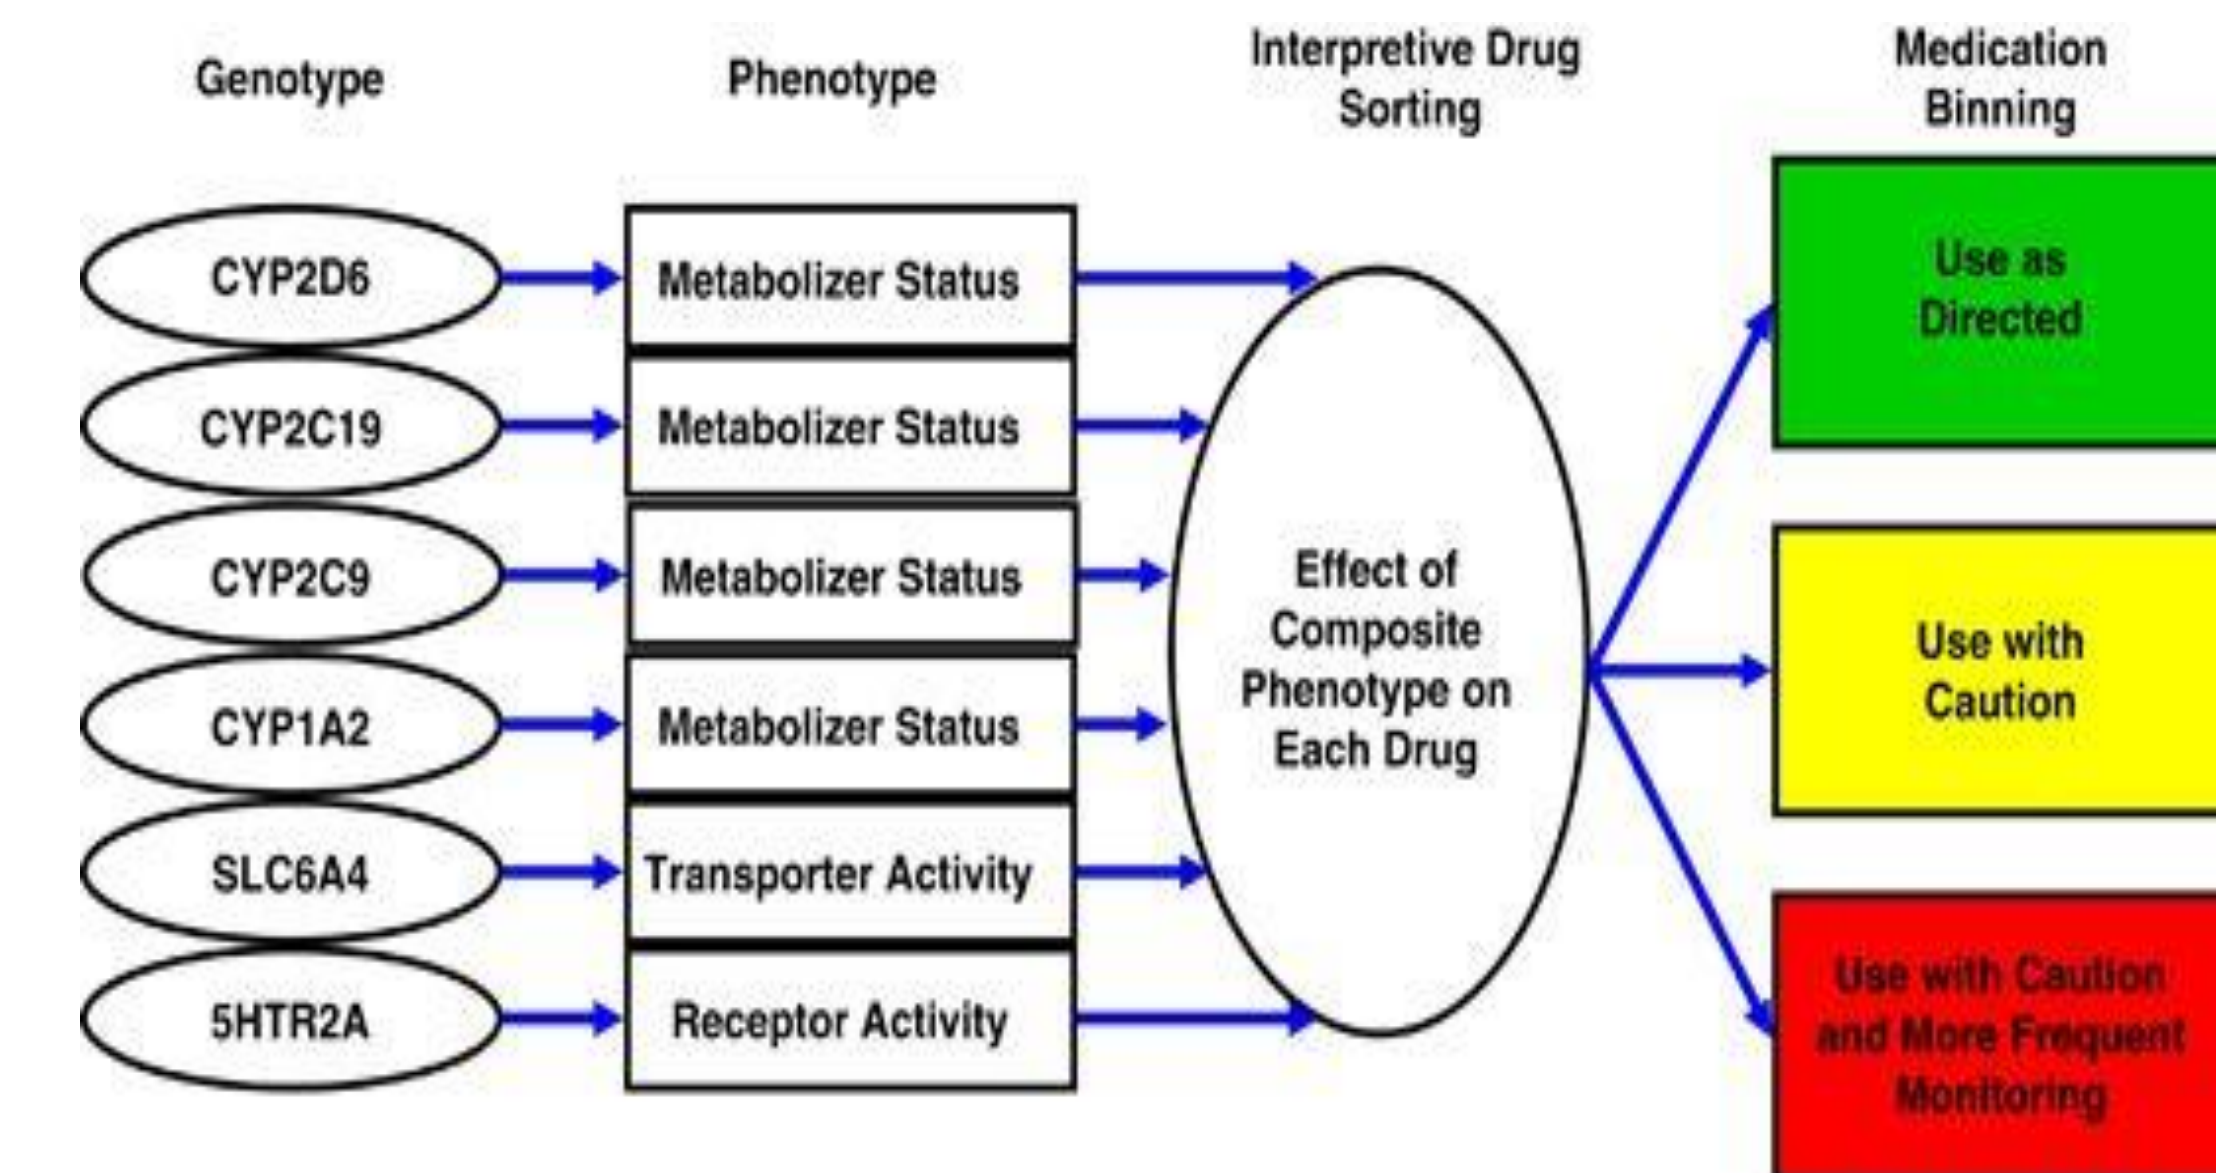 Genotype
Phenotype
Interpretive Drug
Sorting
Medication
Binning
CYP2D6
Metabolizer Status
CYP2C19
Metabolizer Status
CYP2C9
Metabolizer Status
CYP1A2
Metabolizer Status
SLC6A4
Transporter Activity
5HTR2A
Receptor Activity
Effect of
Composite
Phenotype on
Each Drug
Use as
Directed
Use with
Caution
Use with Caution
and More Frequent
Monitoring